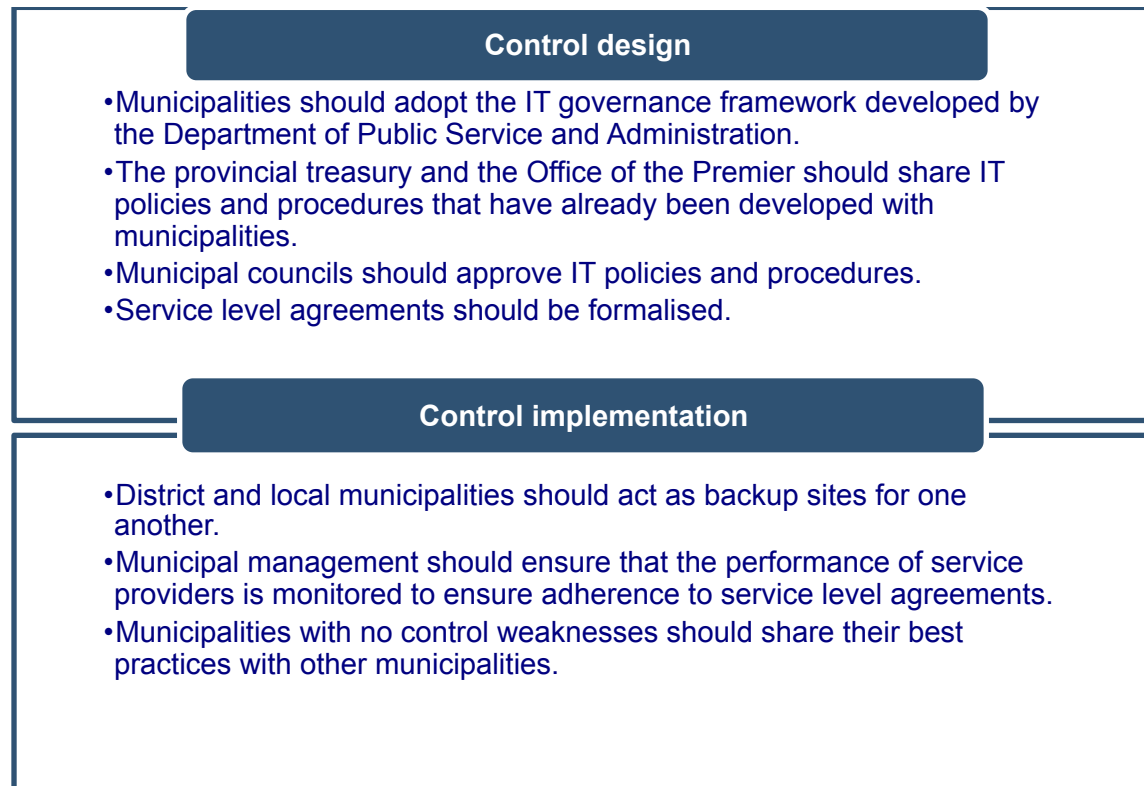 Control design
•Municipalities should adopt the IT governance framework developed by
the Department of Public Service and Administration.
•The provincial treasury and the Office of the Premier should share IT
policies and procedures that have already been developed with
municipalities.
•Municipal councils should approve IT policies and procedures.
•Service level agreements should be formalised.
Control implementation
•District and local municipalities should act as backup sites for one
another.
•Municipal management should ensure that the performance of service
providers is monitored to ensure adherence to service level agreements.
•Municipalities with no control weaknesses should share their best
practices with other municipalities.